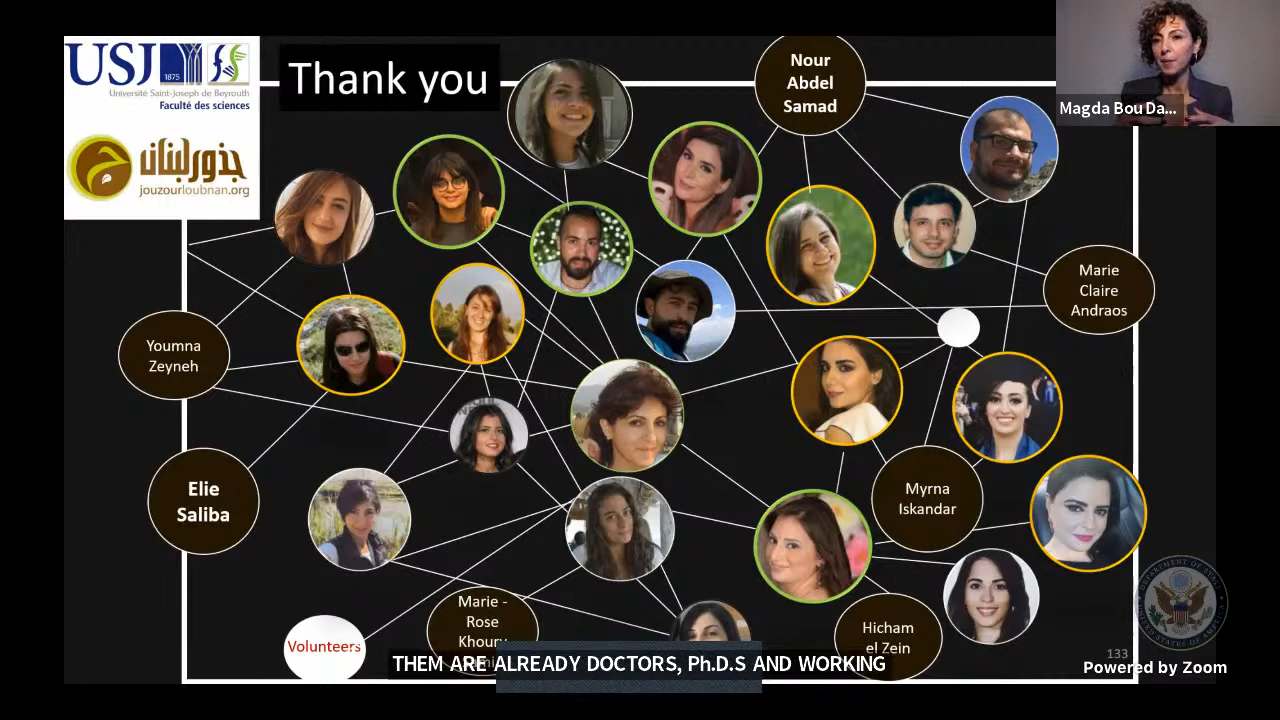 USJ
1875
Université Saint-Joseph de Beyrouth
Faculté des sciences
جذور لبنان
jouzourloubnan.org
Thank you
Nour
Abdel
Samad
Magda Bou Da...
Marie
Claire
Andraos
Youmna
Zeyneh
Elie
Saliba
Myrna
Iskandar
Marie -
Rose
Khoury
Hicham
el Zein
Volunteers
THEM ARE ALREADY DOCTORS, Ph.D.S AND WORKING
133
Powered by Zoom